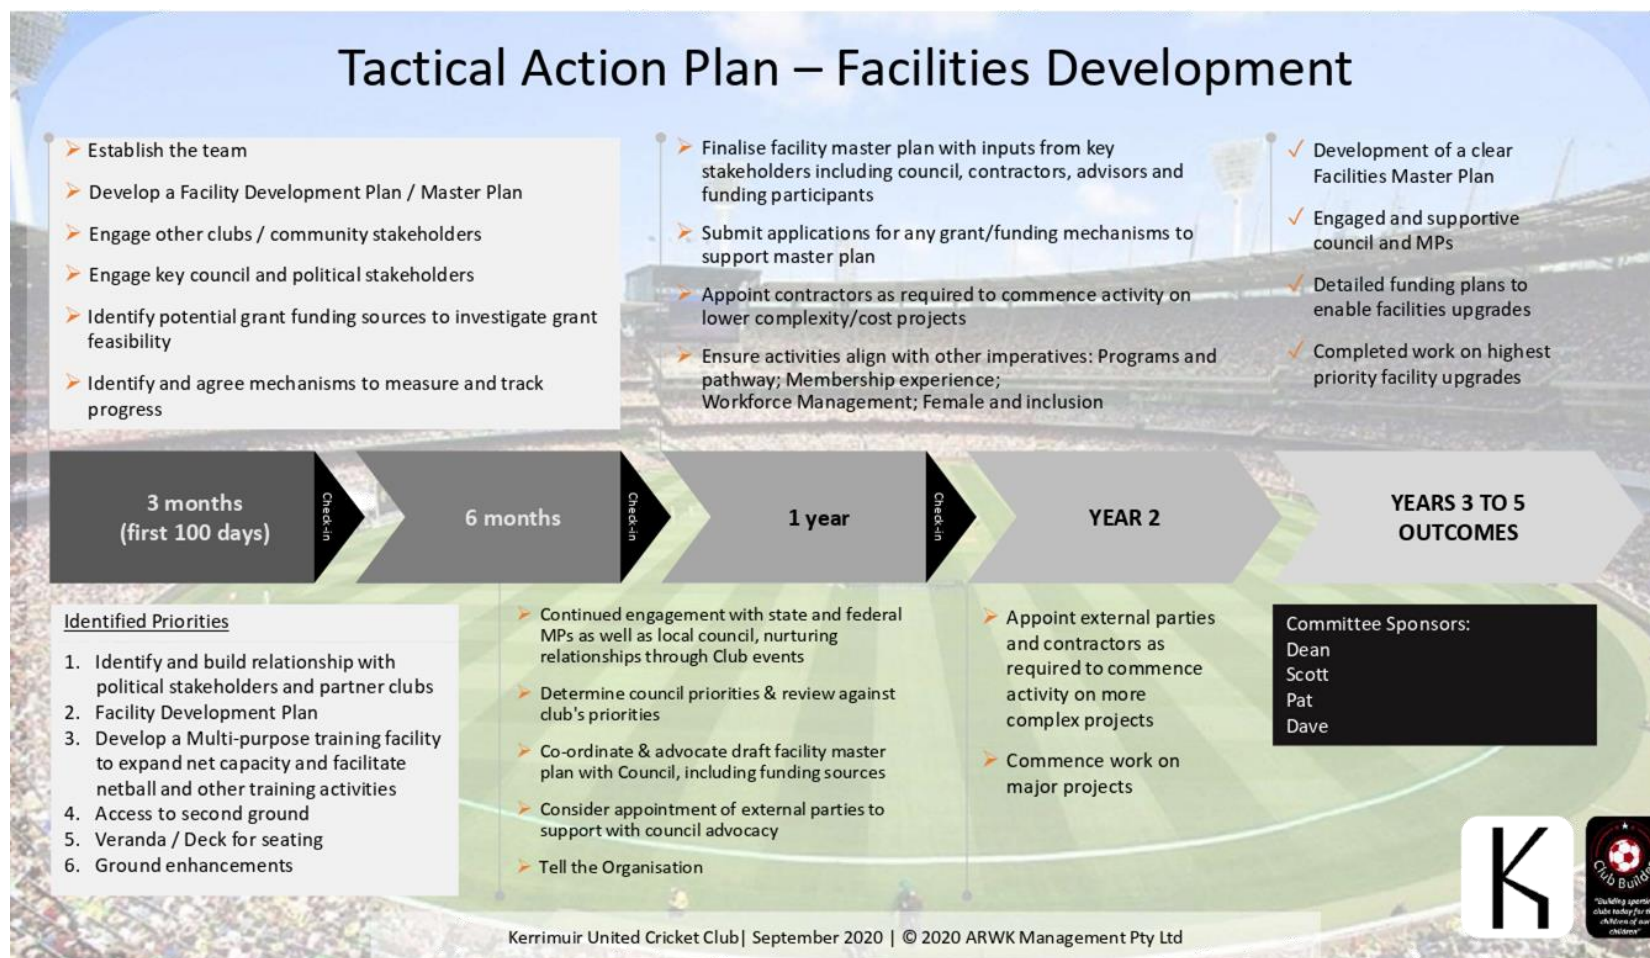 Tactical Action Plan – Facilities Development
Establish the team
Develop a Facility Development Plan / Master Plan
Engage other clubs / community stakeholders
Engage key council and political stakeholders
Identify potential grant funding sources to investigate grant
feasibility
Identify and agree mechanisms to measure and track
progress
Finalise facility master plan with inputs from key
stakeholders including council, contractors, advisors and
funding participants
Submit applications for any grant/funding mechanisms to
support master plan
Appoint contractors as required to commence activity on
lower complexity/cost projects
Ensure activities align with other imperatives: Programs and
pathway; Membership experience;
Workforce Management; Female and inclusion
Development of a clear
Facilities Master Plan
Engaged and supportive
council and MPs
Detailed funding plans to
enable facilities upgrades
Completed work on highest
priority facility upgrades
3 months
(first 100 days)
Check-in
6 months
Check-in
1 year
Check-in
YEAR 2
YEARS 3 TO 5
OUTCOMES
Identified Priorities
1. Identify and build relationship with
political stakeholders and partner clubs
2. Facility Development Plan
3. Develop a Multi-purpose training facility
to expand net capacity and facilitate
netball and other training activities
4. Access to second ground
5. Veranda / Deck for seating
6. Ground enhancements
Continued engagement with state and federal
MPs as well as local council, nurturing
relationships through Club events
Determine council priorities & review against
club's priorities
Co-ordinate & advocate draft facility master
plan with Council, including funding sources
Consider appointment of external parties to
support with council advocacy
Tell the Organisation
Appoint external parties
and contractors as
required to commence
activity on more
complex projects
Commence work on
major projects
Committee Sponsors:
Dean
Scott
Pat
Dave
K
Club
"Building
clubs today for
children of
children"
Kerrimuir United Cricket Club| September 2020 | © 2020 ARWK Management Pty Ltd